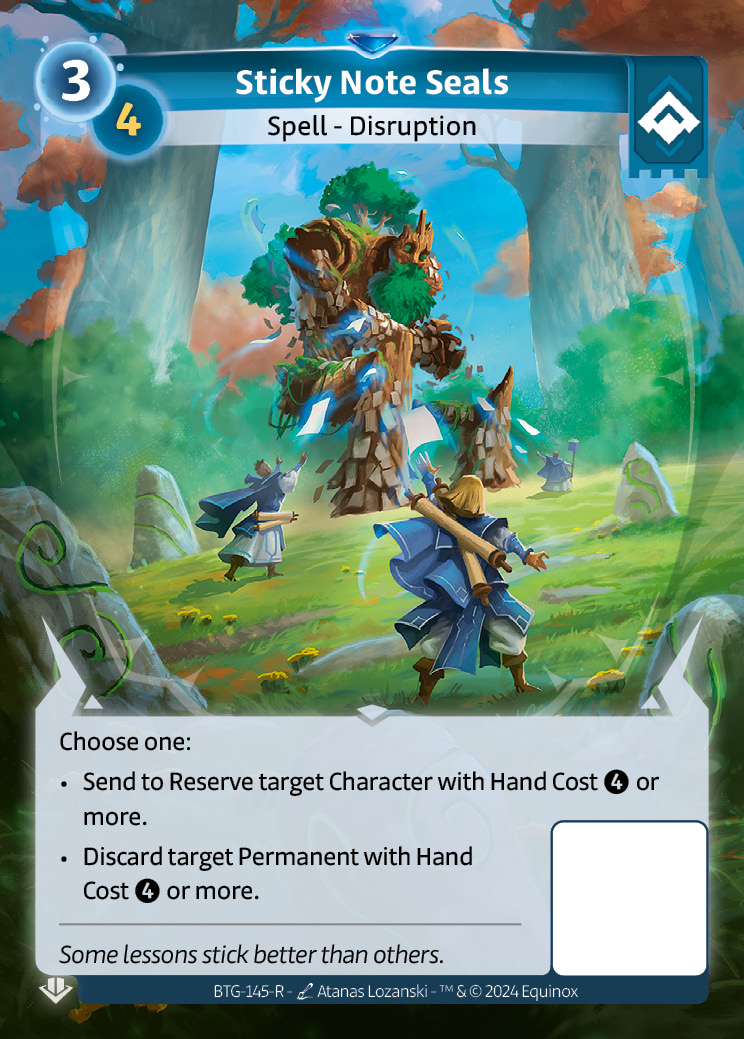 3
Sticky Note Seals
4
Spell - Disruption
Choose one:
• Send to Reserve target Character with Hand Cost 4 or
more.
• Discard target Permanent with Hand
Cost 4 or more.
Some lessons stick better than others.
BTG-145-R - Atanas Lozanski - ™ & © 2024 Equinox